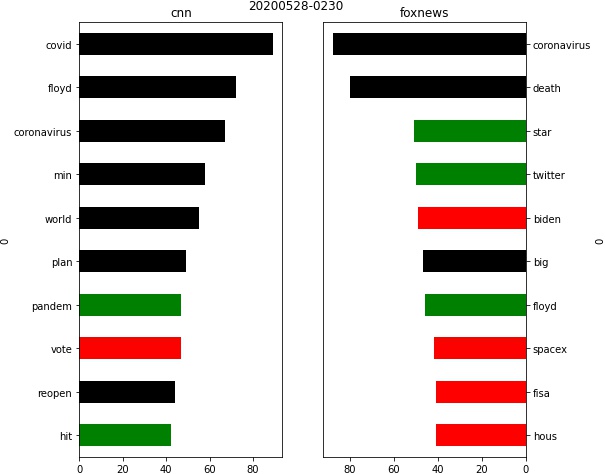 20200528-0230
cnn
foxnews
covid
floyd
coronavirus
min
world
plan
pandem
vote
reopen
hit
0 20 40 60 80
0
coronavirus
death
star
twitter
biden
big
floyd
spacex
fisa
hous
80 60 40 20 0
0